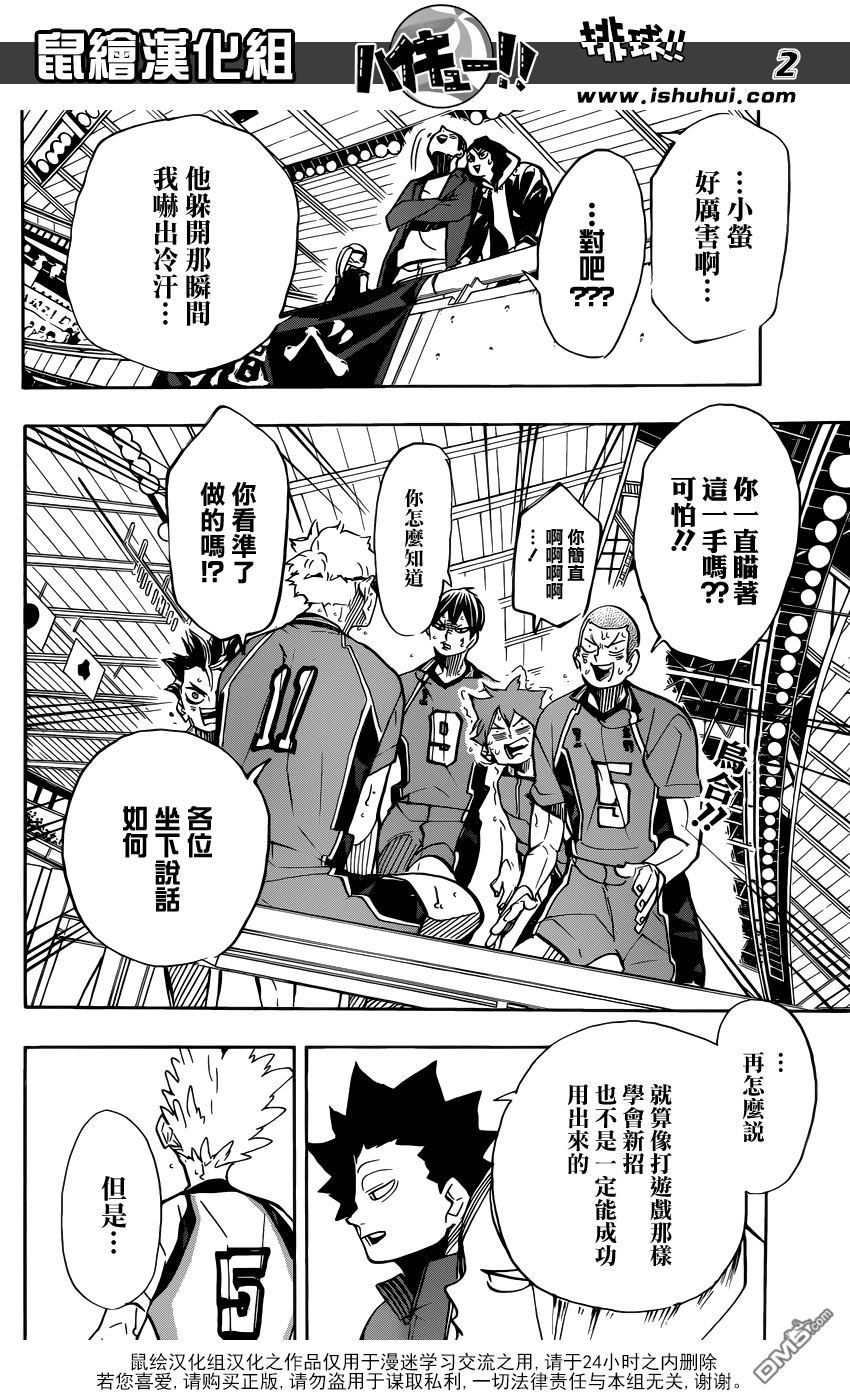 鼠繪漢化組
ハイキュー!!
排球!!
2
www.ishuhui.com
…小螢
好厲害啊…
…對吧???
他躲開那瞬間
我嚇出冷汗…
你一直瞄著
這一手嗎??
可怕!!
你簡直
啊啊啊啊
…!
你怎麼知道
你看準了
做的嗎!?
烏合!!
11
9
5
各位
坐下說話
如何
…
再怎麼説
就算像打遊戲那樣
學會新招
也不是一定能成功
用出來的
但是…
5
鼠绘汉化组汉化之作品仅用于漫迷学习交流之用, 请于24小时之内删除
若您喜爱, 请购买正版, 请勿用于谋取私利, 一切法律责任与本组无关, 谢谢.
DM5.com